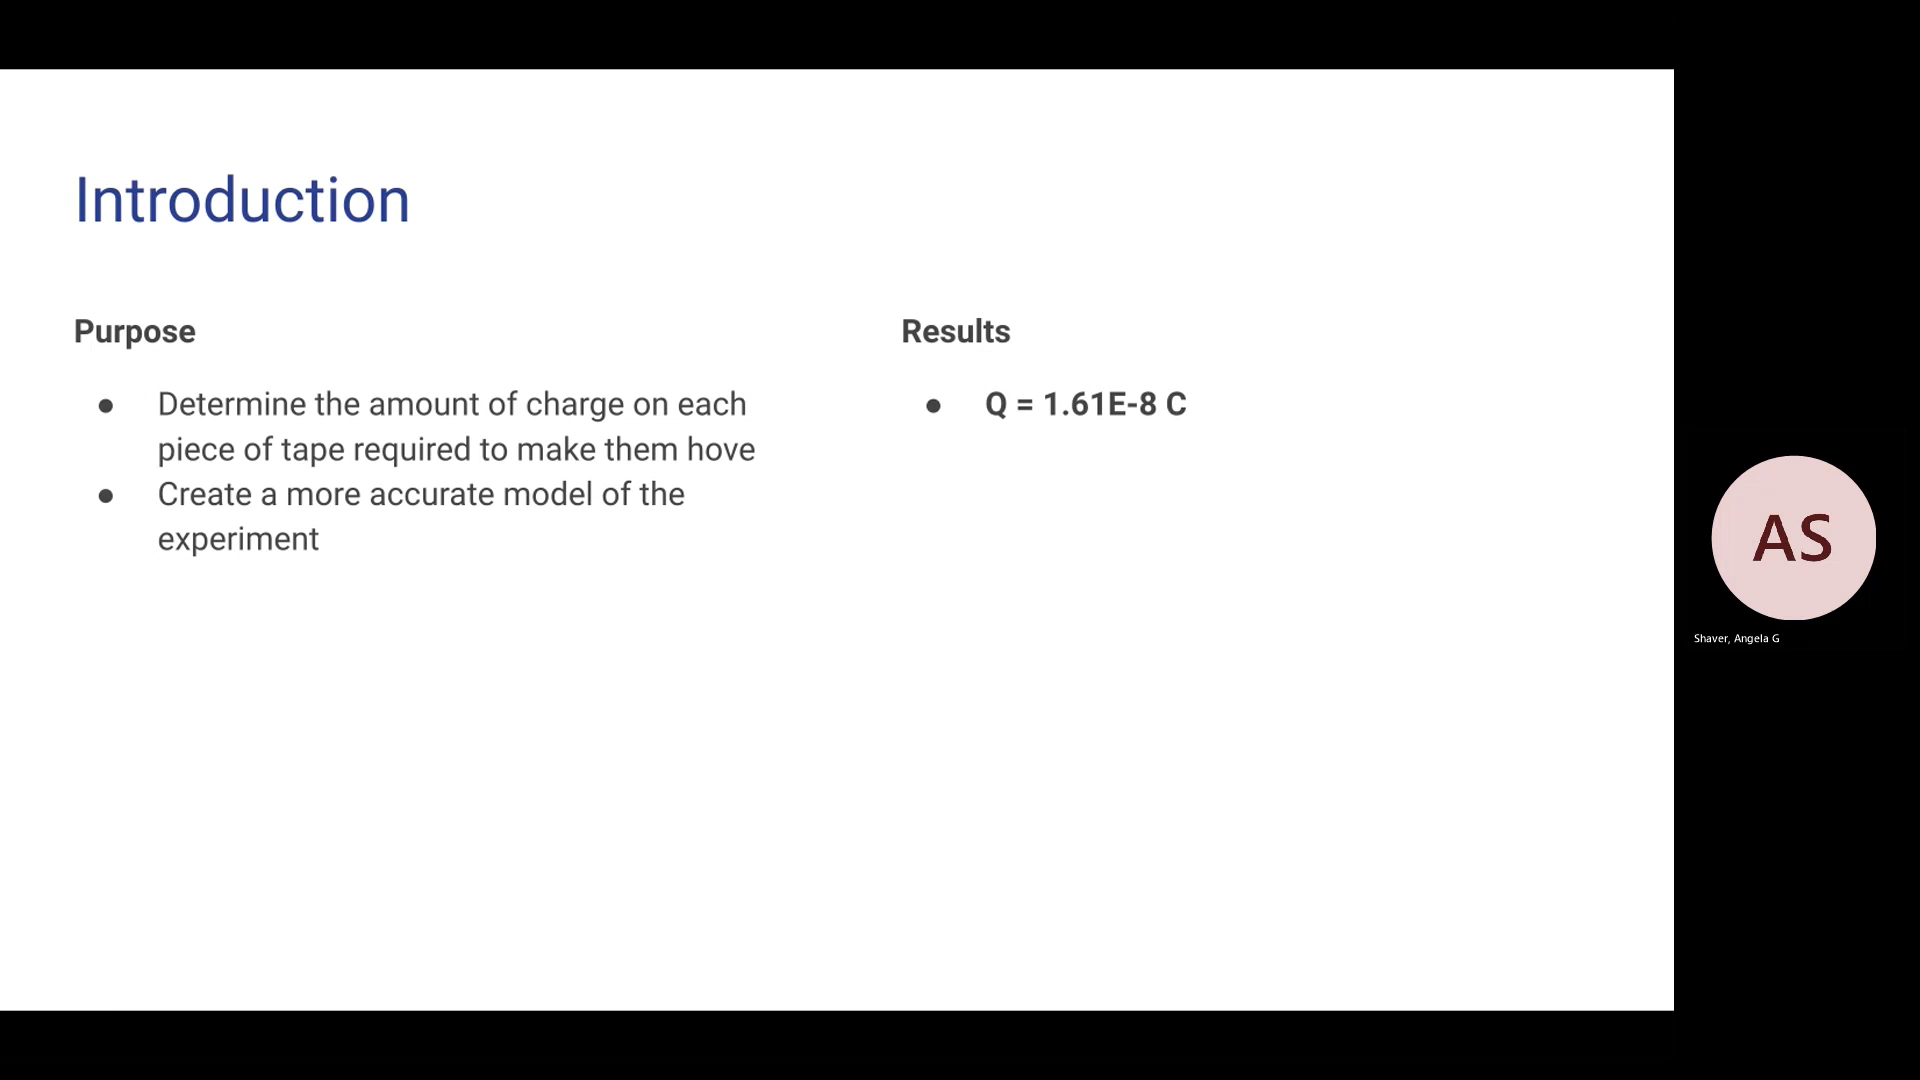 Introduction
Purpose
● Determine the amount of charge on each
piece of tape required to make them hove
● Create a more accurate model of the
experiment
Results
● Q = 1.61E-8 C
AS
Shaver, Angela G